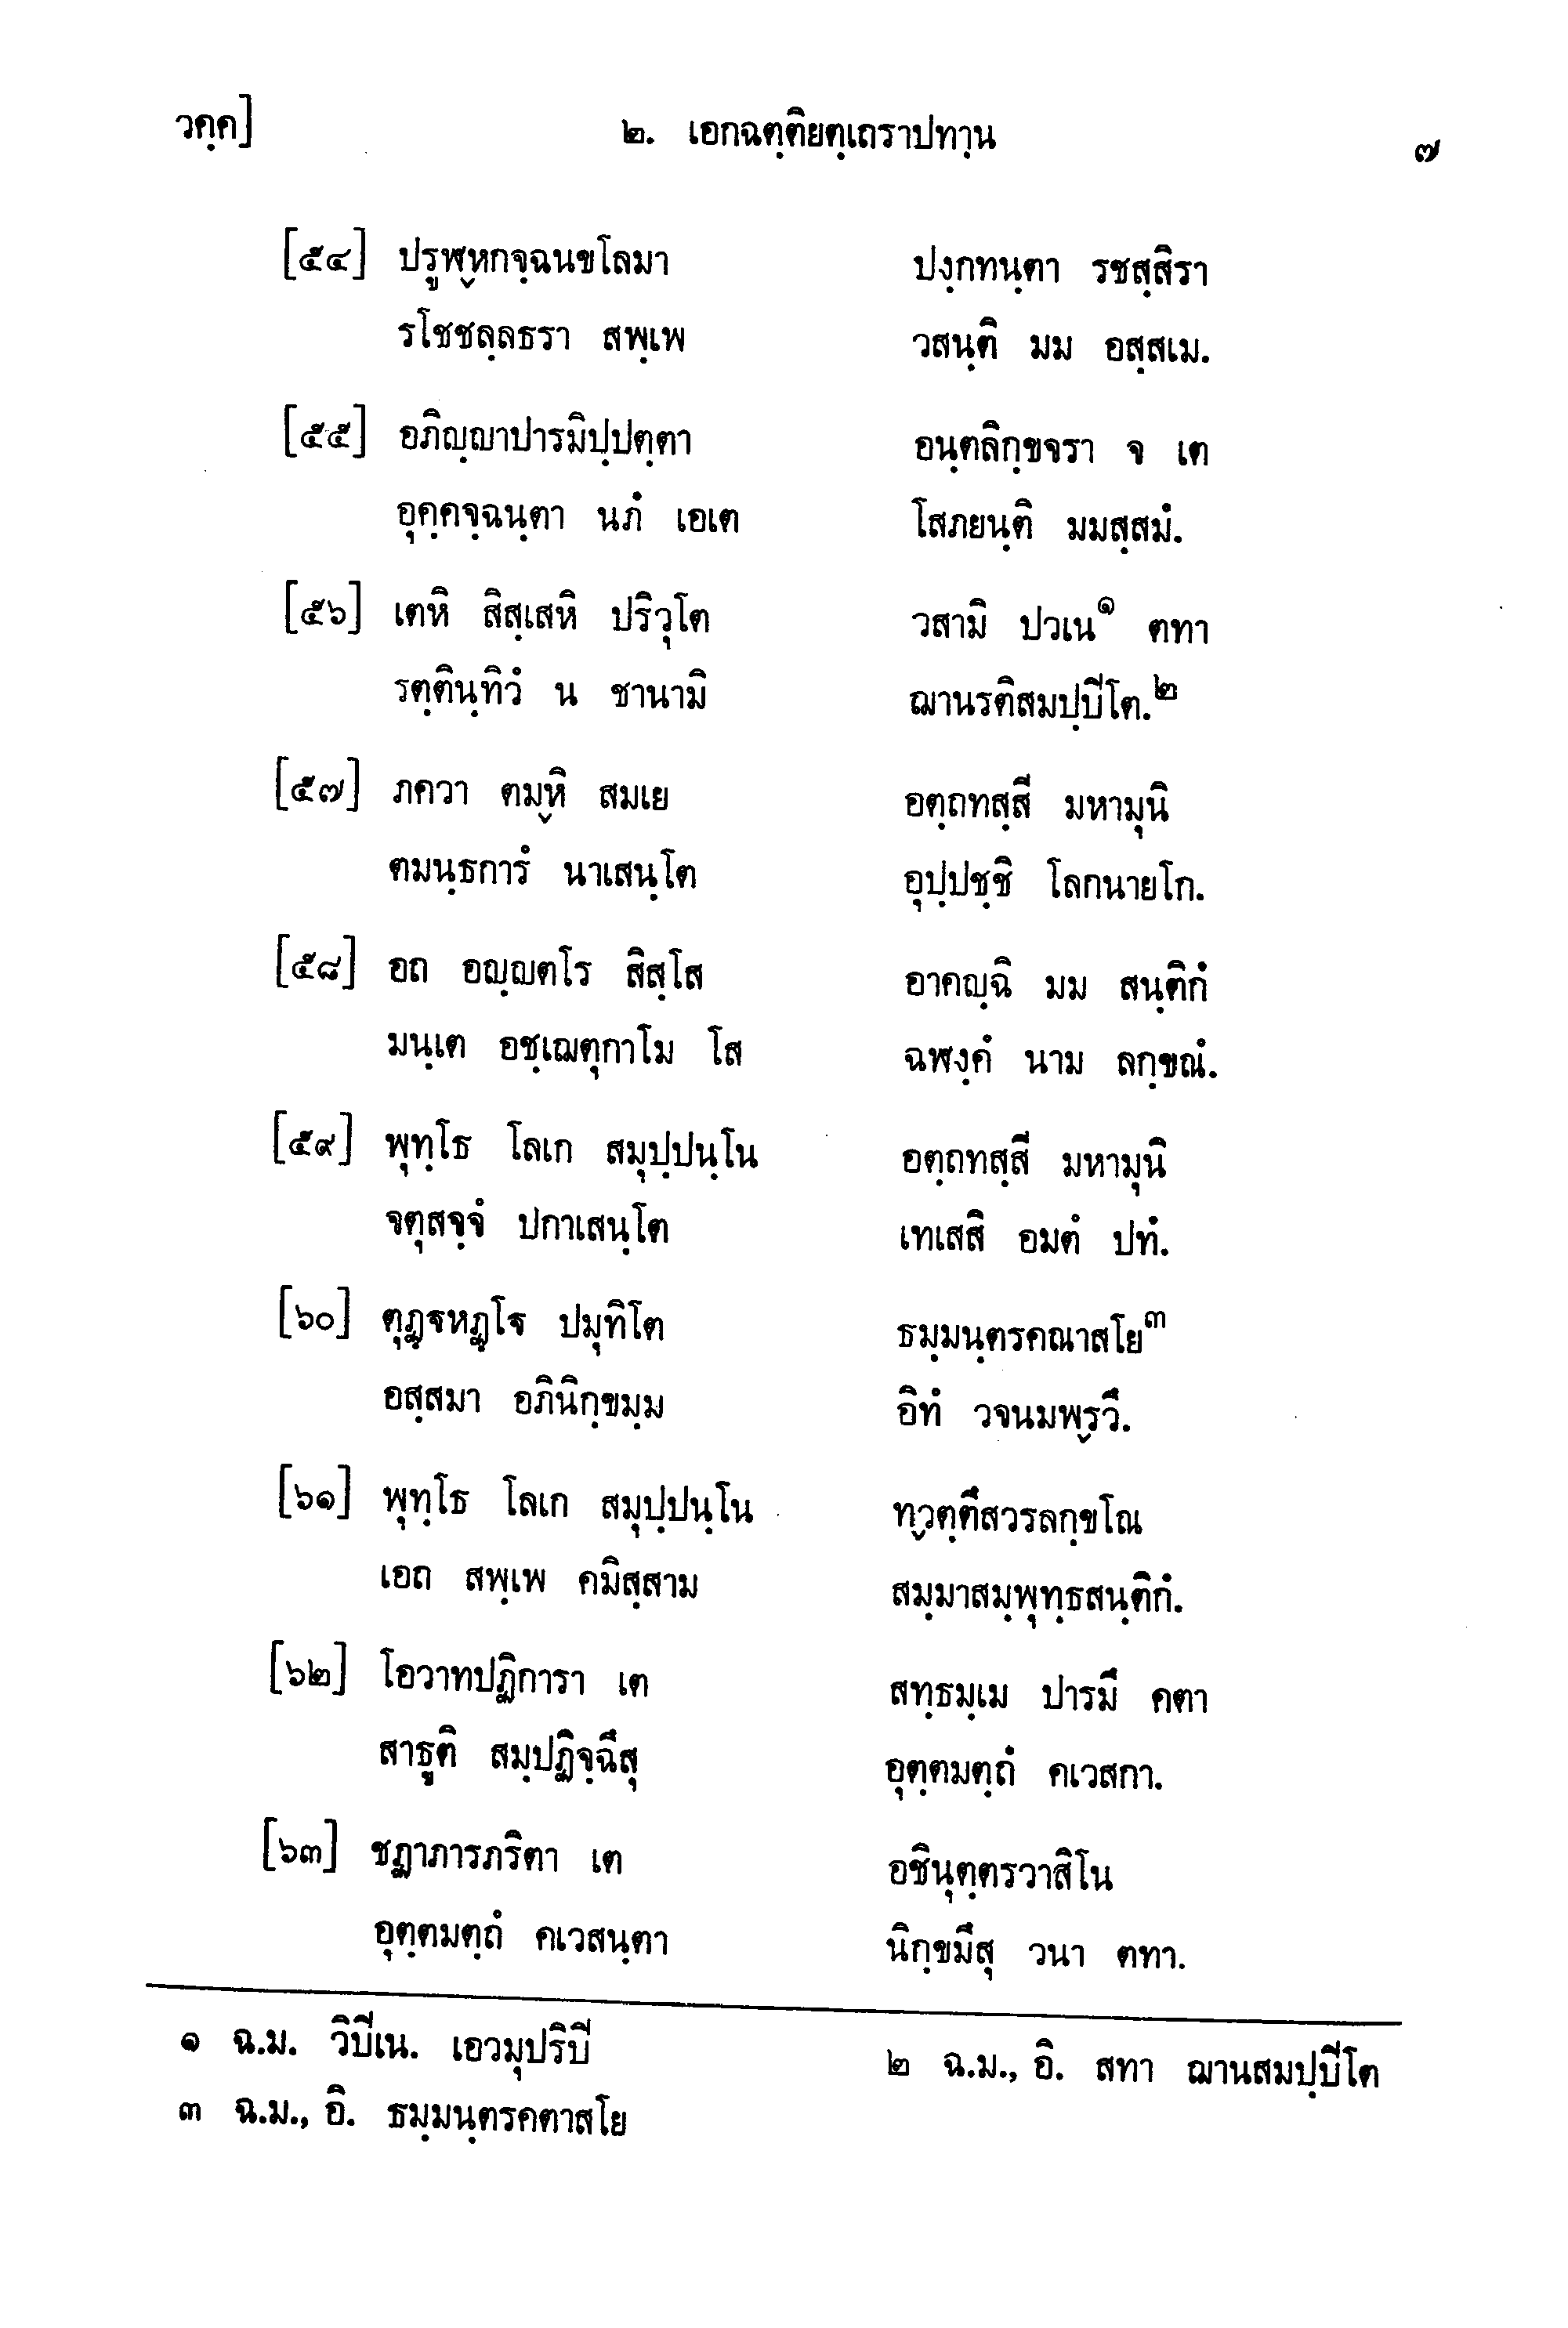 วคฺค] ๒. เอกฉตฺติยตฺเถราปทานฺ ๗
[๕๔] ปรูฬฺหกจฺฉนขโลมา ปงฺกทนฺตา รชสฺสิรา
รโชชลฺลธรา สพฺเพ วสนฺติ มม อสฺสเม.
[๕๕] อภิญฺญาปารมิปฺปตฺตา อนฺตลิกฺขจรา จ เต
อุคฺคจฺฉนฺตา นภํ เอเต โสภยนฺติ มมสฺสมํ.
[๕๖] เตหิ สิสฺเสหิ ปริวุโต วสามิ ปวเน๑ ตทา
รตฺตินฺทิวํ น ชานามิ ฌานรติสมปฺปีโต.๒
[๕๗] ภควา ตมฺหิ สมเย อตฺถทสฺสี มหามุนิ
ตมนฺธการํ นาเสนฺโต อุปฺปชฺชิ โลกนายโก.
[๕๘] อถ อญฺญตโร สิสฺโส อาคญฺฉิ มม สนฺติกํ
มนฺเต อชฺเฌตุกาโม โส ฉฬงฺคํ นาม ลกฺขณํ.
[๕๙] พุทฺโธ โลเก สมุปฺปนฺโน อตฺถทสฺสี มหามุนิ
จตุสจฺจํ ปกาเสนฺโต เทเสสิ อมตํ ปทํ.
[๖๐] ตุฏฺฐหฏฺโฐ ปมุทิโต ธมฺมนฺตรคณาสโย๓
อสฺสมา อภินิกฺขมฺม อิทํ วจนมพฺรวึ.
[๖๑] พุทฺโธ โลเก สมุปฺปนฺโน ทฺวตฺตึสวรลกฺขโณ
เอถ สพฺเพ คมิสฺสาม สมฺมาสมฺพุทฺธสนฺติกํ.
[๖๒] โอวาทปฏิการา เต สทฺธมฺเม ปารมึ คตา
สาธูติ สมฺปฏิจฺฉึสุ อุตฺตมตฺถํ คเวสกา.
[๖๓] ชฏาภารภริตา เต อชินุตฺตรวาสิโน
อุตฺตมตฺถํ คเวสนฺตา นิกฺขมึสุ วนา ตทา.
๑ ฉ.ม. วิปีเน. เอวมุปริปี ๒ ฉ.ม., อิ. สทา ฌานสมปฺปีโต
๓ ฉ.ม., อิ. ธมฺมนฺตรคตาสโย